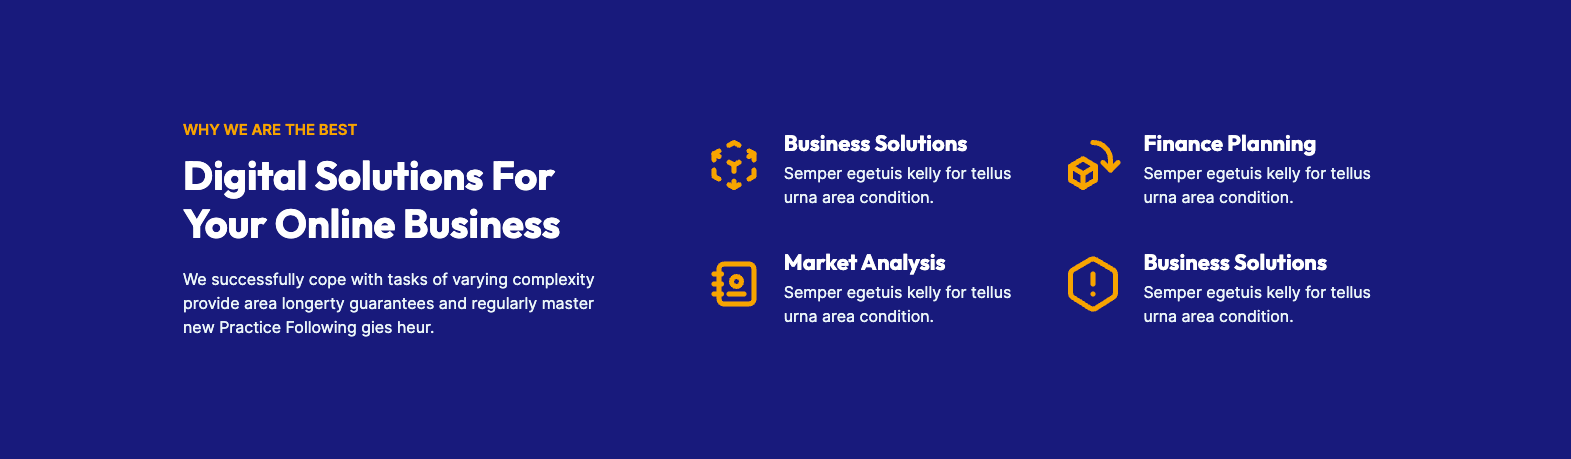 WHY WE ARE THE BEST
Digital Solutions For
Your Online Business
We successfully cope with tasks of varying complexity
provide area longerty guarantees and regularly master
new Practice Following gies heur.
Business Solutions
Semper egetuis kelly for tellus
urna area condition.
Finance Planning
Semper egetuis kelly for tellus
urna area condition.
Market Analysis
Semper egetuis kelly for tellus
urna area condition.
Business Solutions
Semper egetuis kelly for tellus
urna area condition.